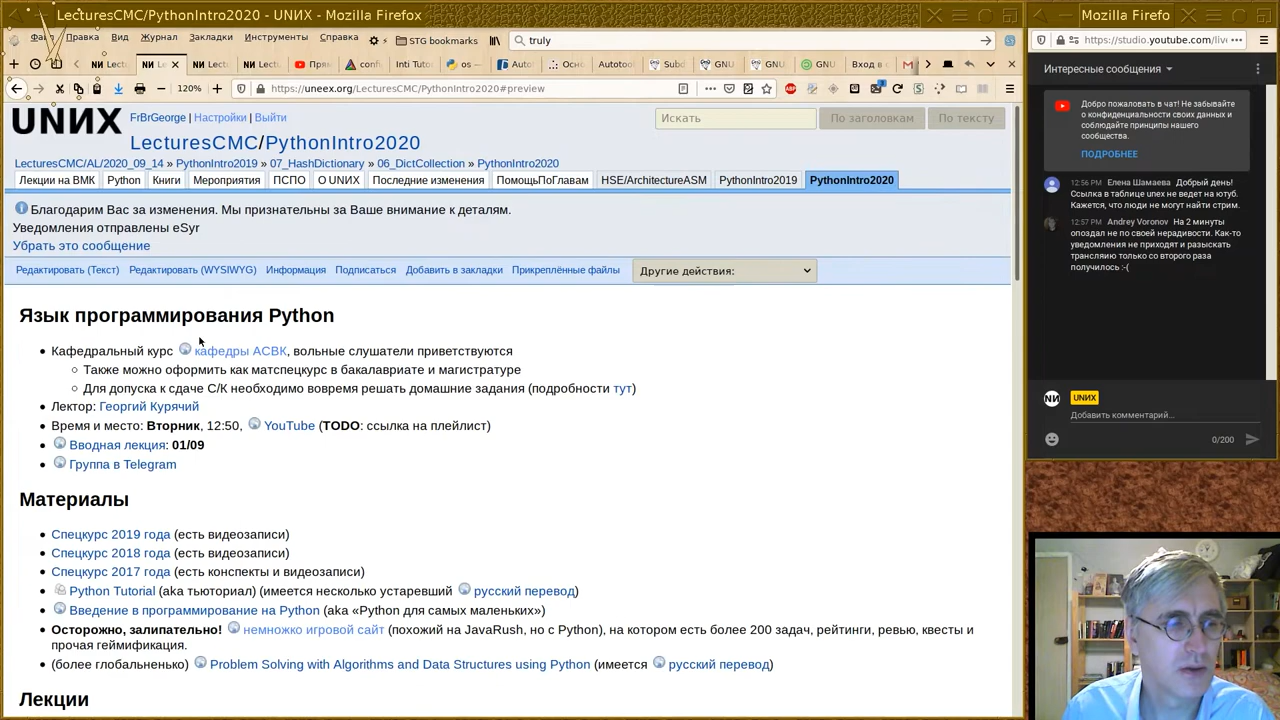 LecturesCMC/PythonIntro2020 - UNИX - Mozilla Firefox
Файл Правка Вид Журнал Закладки Инструменты Справка STG bookmarks truly
120% https://uneex.org/LecturesCMC/PythonIntro2020#preview
UNИX FrBrGeorge | Настройки | Выйти
Искать По заголовкам По тексту
LecturesCMC/PythonIntro2020
LecturesCMC/AL/2020_09_14 » PythonIntro2019 » 07_HashDictionary » 06_DictCollection » PythonIntro2020
Лекции на ВМК Python Книги Мероприятия ПСПО О UNИX Последние изменения ПомощьПоГлавам HSE/ArchitectureASM PythonIntro2019 PythonIntro2020
Благодарим Вас за изменения. Мы признательны за Ваше внимание к деталям.
Уведомления отправлены eSyr
Убрать это сообщение
Редактировать (Текст) Редактировать (WYSIWYG) Информация Подписаться Добавить в закладки Прикреплённые файлы Другие действия:
Язык программирования Python
Кафедральный курс кафедры АСВК, вольные слушатели приветствуются
Также можно оформить как матспецкурс в бакалавриате и магистратуре
Для допуска к сдаче С/К необходимо вовремя решать домашние задания (подробности тут)
Лектор: Георгий Курячий
Время и место: Вторник, 12:50, YouTube (TODO: ссылка на плейлист)
Вводная лекция: 01/09
Группа в Telegram
Материалы
Спецкурс 2019 года (есть видеозаписи)
Спецкурс 2018 года (есть видеозаписи)
Спецкурс 2017 года (есть конспекты и видеозаписи)
Python Tutorial (aka тьюториал) (имеется несколько устаревший русский перевод)
Введение в программирование на Python (aka «Python для самых маленьких»)
Осторожно, залипательно! немножко игровой сайт (похожий на JavaRush, но с Python), на котором есть более 200 задач, рейтинги, ревью, квесты и
прочая геймификация.
(более глобальненько) Problem Solving with Algorithms and Data Structures using Python (имеется русский перевод)
Лекции
Mozilla Firefo
https://studio.youtube.com/liv
Интересные сообщения
Добро пожаловать в чат! Не забывайте
о конфиденциальности своих данных и
соблюдайте принципы нашего
сообщества.
ПОДРОБНЕЕ
12:56 PM Елена Шамаева Добрый день!
Ссылка в таблице unex не ведет на ютуб.
Кажется, что люди не могут найти стрим.
12:57 PM Andrey Voronov На 2 минуты
опоздал не по своей нерадивости. Как-то
уведомления не приходят и разыскать
трансляию только со второго раза
получилось :-(
NИ UNИX
Добавить комментарий...
0/200